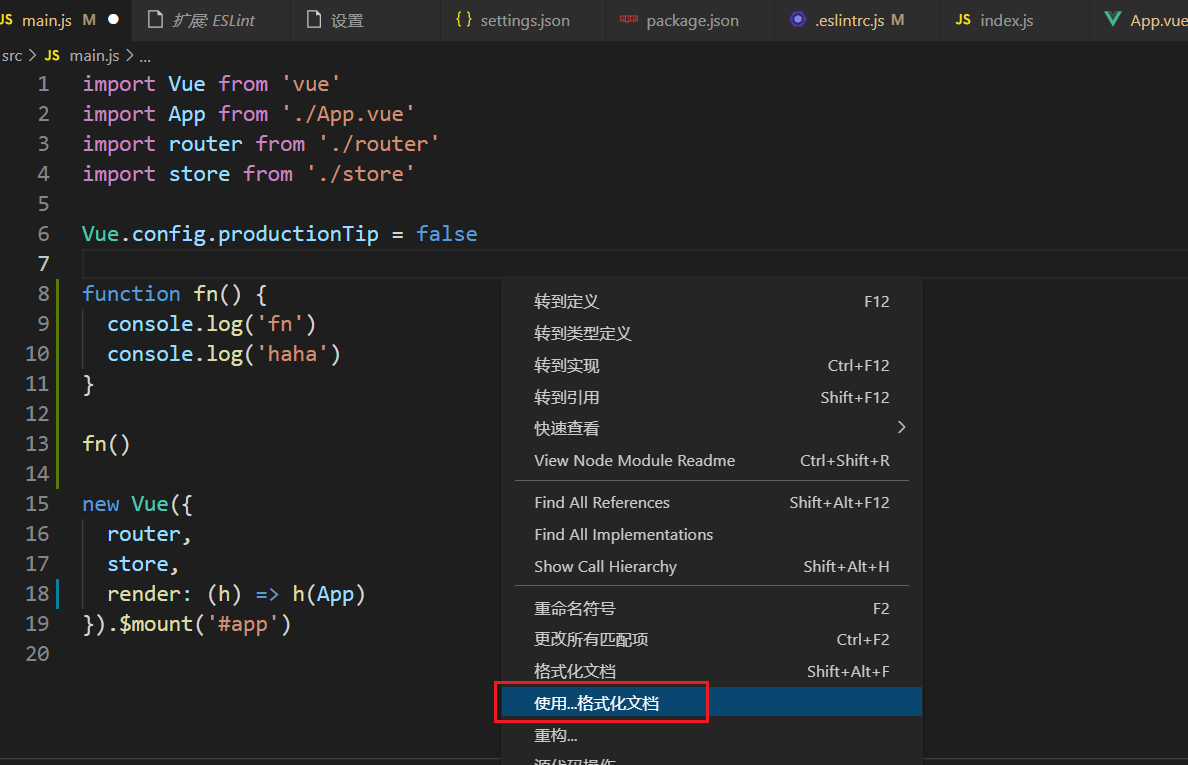 JS main.js M ● 扩展: ESLint 设置 {} settings.json npm package.json .eslintrc.js M JS index.js App.vue
src > JS main.js > ...
1 import Vue from 'vue'
2 import App from './App.vue'
3 import router from './router'
4 import store from './store'
5
6 Vue.config.productionTip = false
7
8 function fn() {
9 console.log('fn')
10 console.log('haha')
11 }
12
13 fn()
14
15 new Vue({
16 router,
17 store,
18 render: (h) => h(App)
19 }).$mount('#app')
20
转到定义 F12
转到类型定义
转到实现 Ctrl+F12
转到引用 Shift+F12
快速查看 >
View Node Module Readme Ctrl+Shift+R
Find All References Shift+Alt+F12
Find All Implementations
Show Call Hierarchy Shift+Alt+H
重命名符号 F2
更改所有匹配项 Ctrl+F2
格式化文档 Shift+Alt+F
使用...格式化文档
重构...
源代码操作